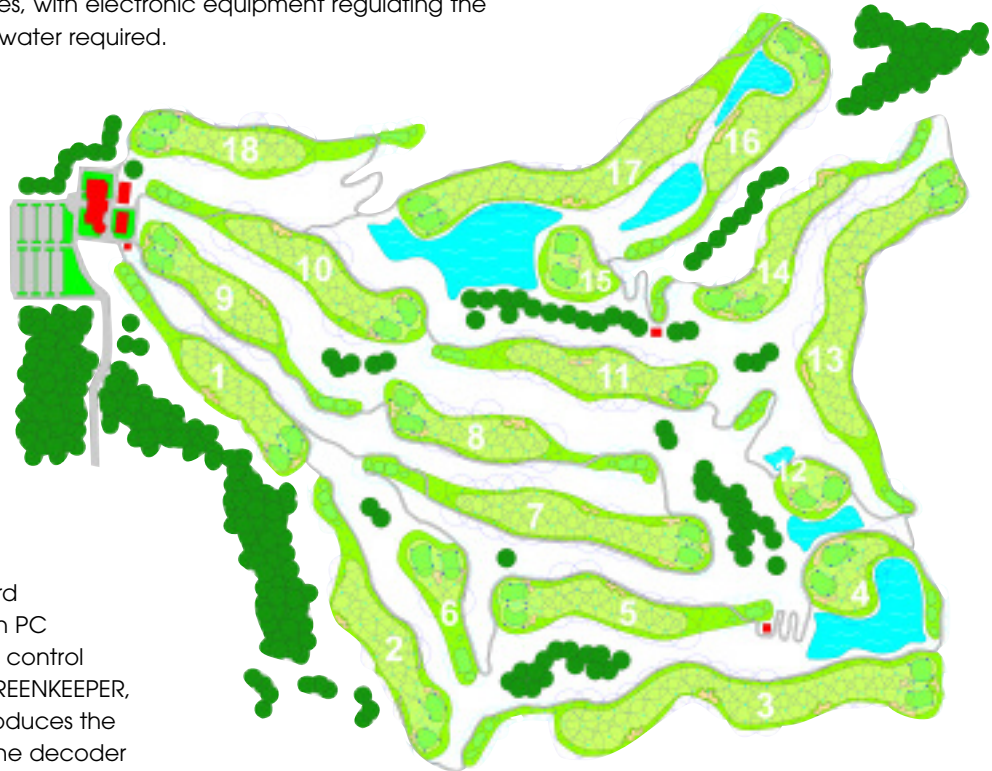 es, with electronic equipment regulating the
water required.
18
17
16
10
15
14
9
13
1
11
8
12
7
4
6
5
2
3
rd
n PC
control
REENKEEPER,
oduces the
ne decoder